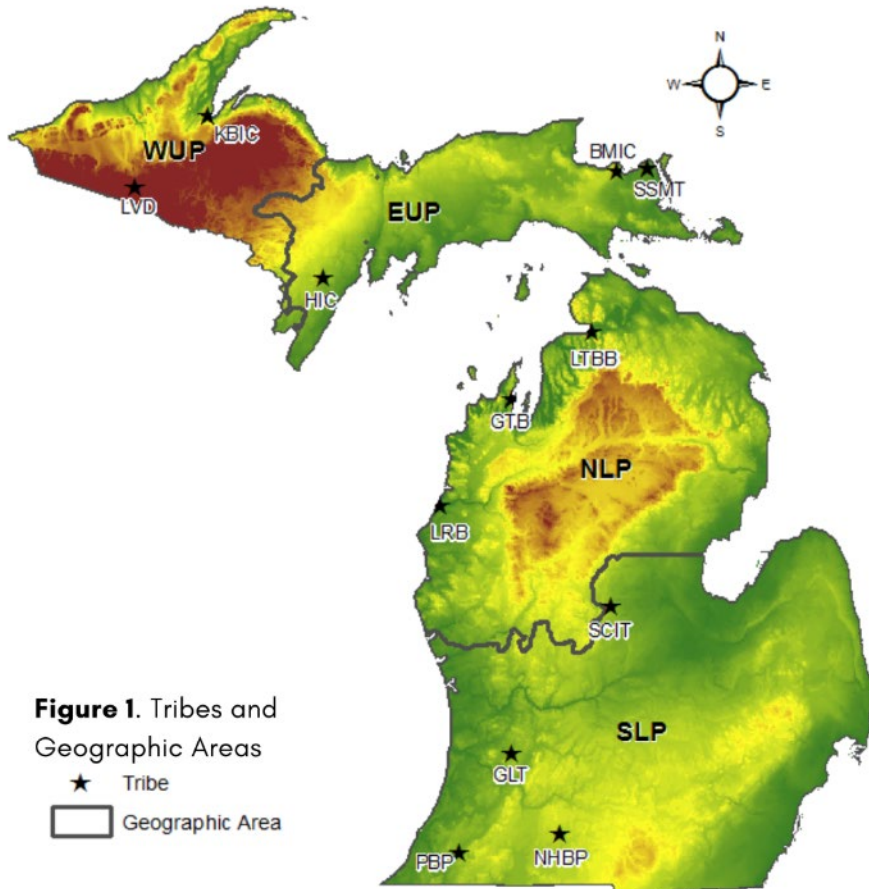 N
W E
S
KBIC
WUP
LVD
BMIC
SSMT
EUP
HIC
LTBB
GTB
NLP
LRB
SCIT
Figure 1. Tribes and
Geographic Areas
Tribe
Geographic Area
SLP
GLT
PBP
NHBP